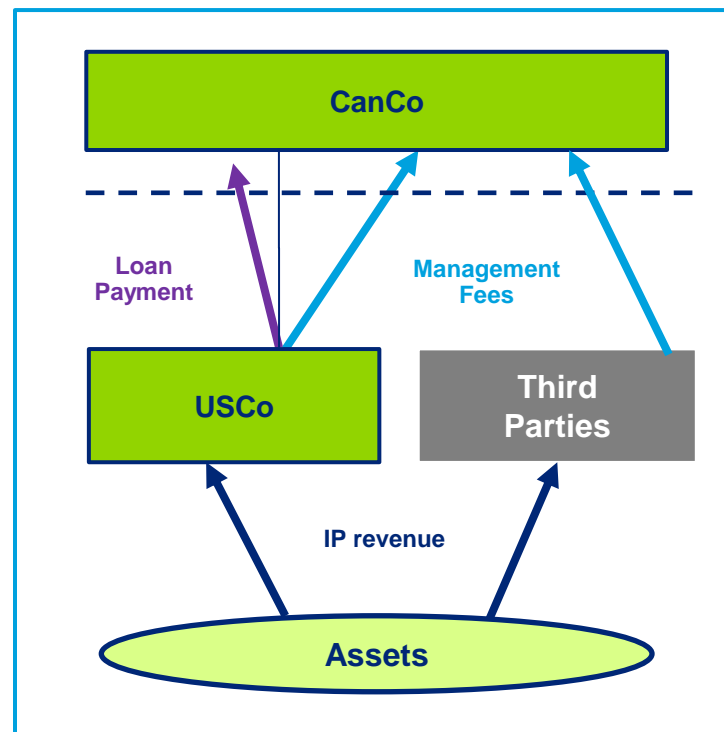 CanCo
Loan
Payment
Management
Fees
USCo
Third
Parties
IP revenue
Assets